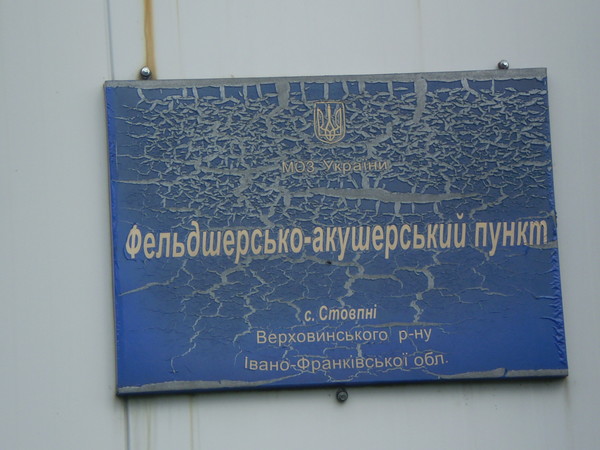 МОЗ України
Фельдшерсько-акушерський пункт
с. Стовпні
Верховинського р-ну
Івано-Франківської обл.